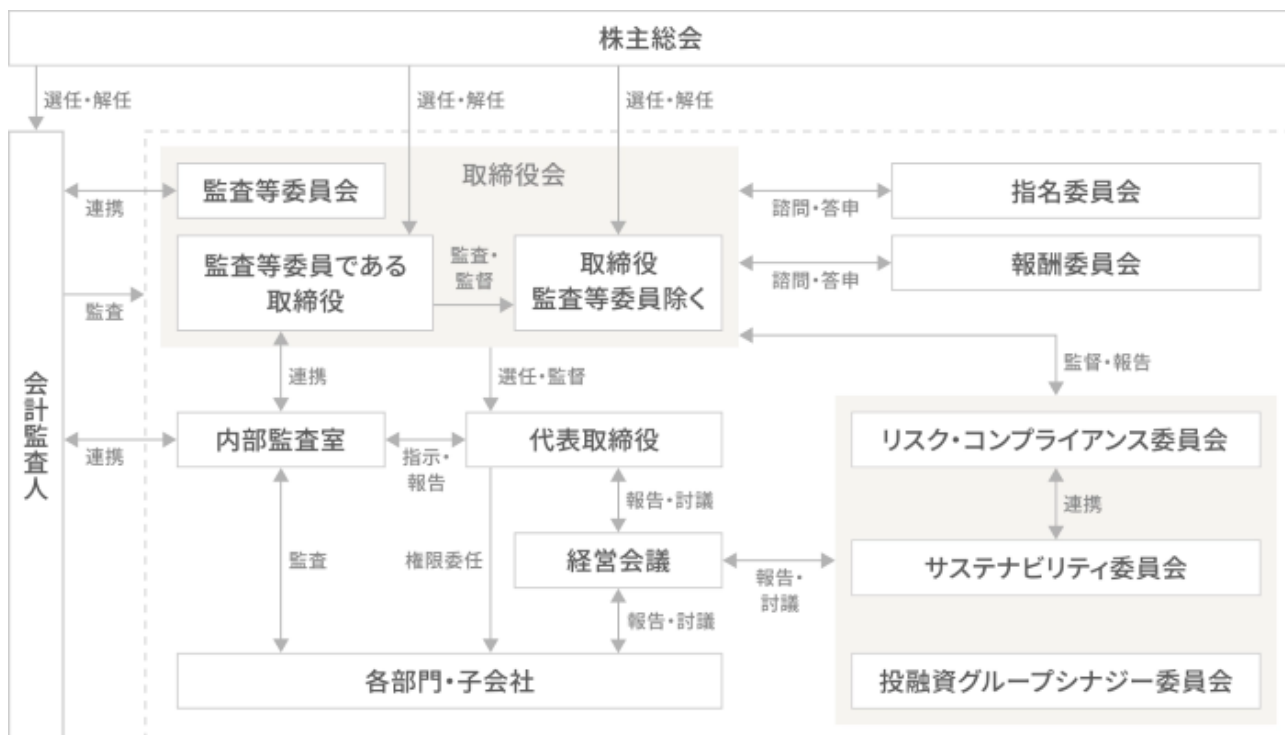 株主総会
選任・解任
選任・解任
選任・解任
取締役会
監査等委員会
連携
諮問・答申
指名委員会
監査等委員である
取締役
監査・
監督
取締役
監査等委員除く
諮問・答申
報酬委員会
監査
会計監査人
連携
選任・監督
監督・報告
連携
内部監査室
指示・
報告
代表取締役
リスク・コンプライアンス委員会
報告・討議
連携
監査
権限委任
経営会議
報告・
討議
サステナビリティ委員会
報告・討議
各部門・子会社
投融資グループシナジー委員会